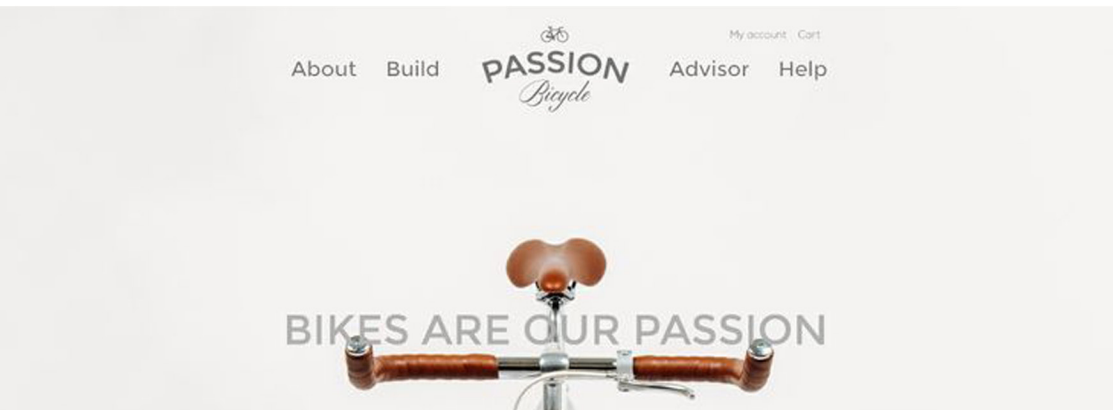 My account Cart
About Build PASSION Advisor Help
Bicycle
BIKES ARE OUR PASSION